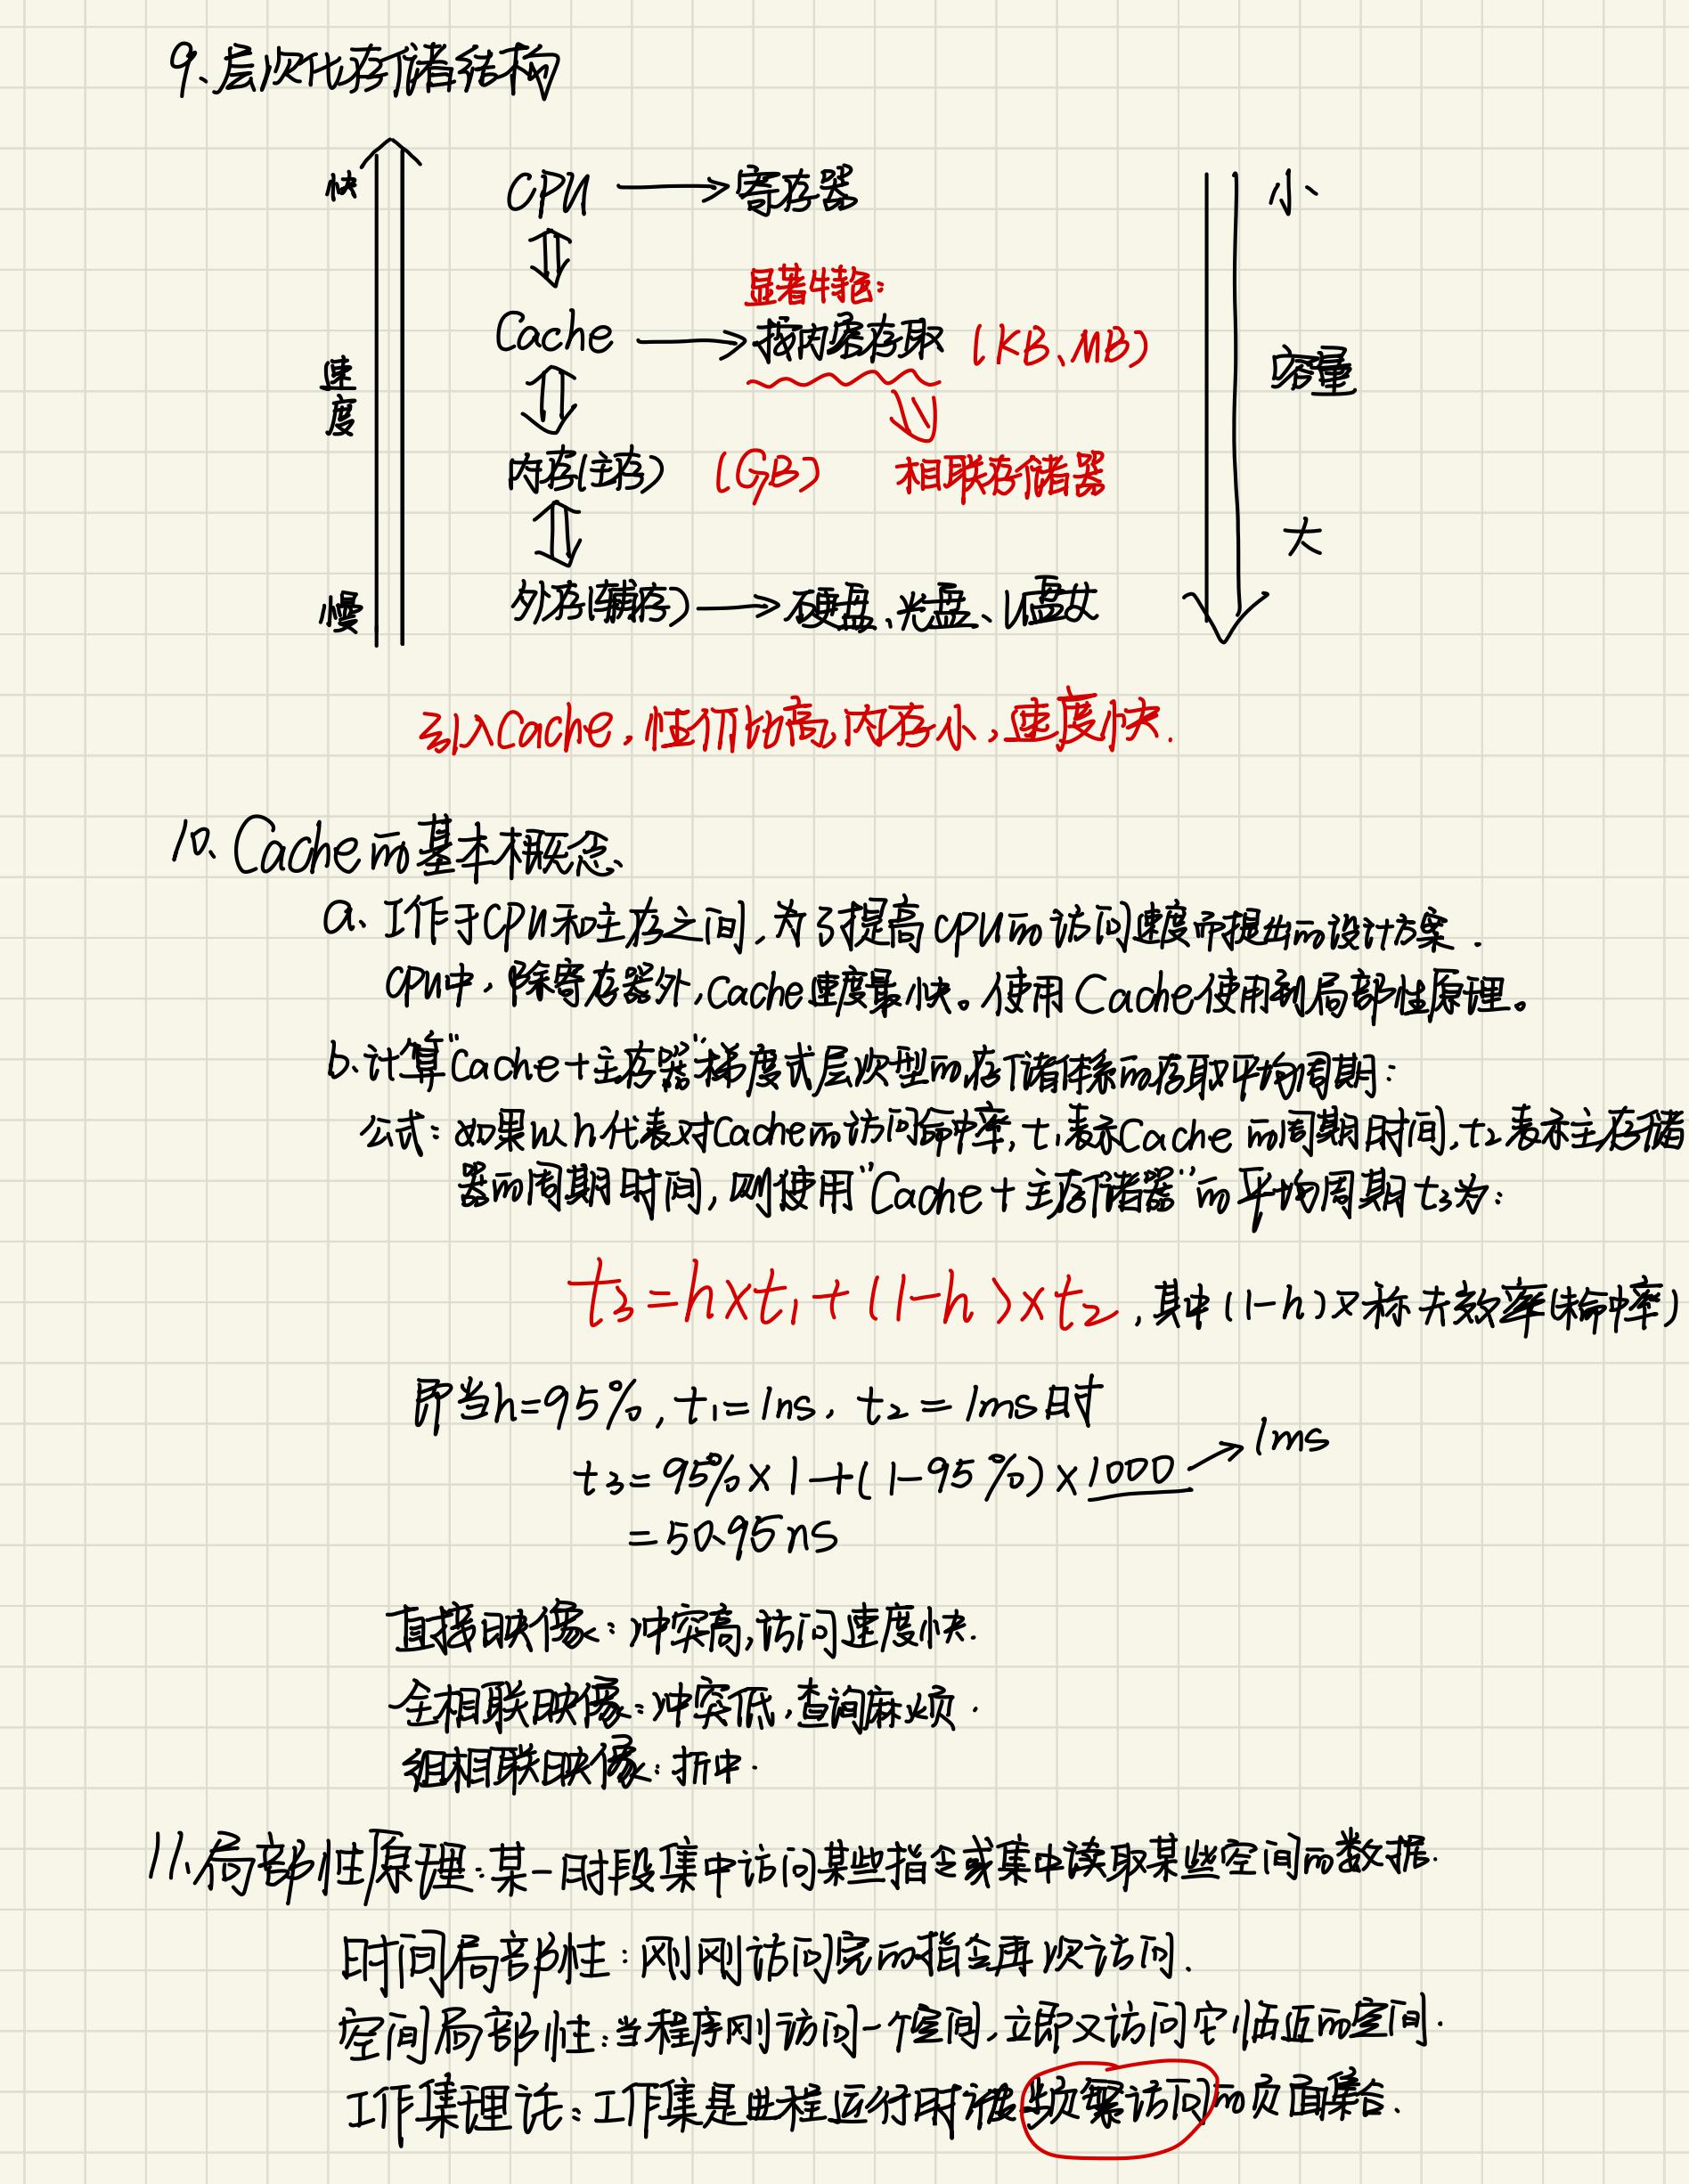 9、层次化存储结构
快 CPU → 寄存器 小
显著特色:
Cache → 按内容存取 (KB、MB)
速度 容量
内存(主存) (GB) 相联存储器
大
慢 外存(辅存) → 硬盘、光盘、U盘
引入Cache,性价比高,内存小,速度快.
10、Cache的基本概念、
a、工作于CPU和主存之间,为了提高CPU的访问速度而提出的设计方案.
CPU中,除寄存器外,Cache速度最快。使用Cache使用到局部性原理。
b.计算"Cache+主存器"梯度式层次型的存储体系的存取平均周期:
公式:如果以h代表对Cache的访问命中率,t₁表示Cache的周期时间,t₂表示主存储
器的周期时间,则使用"Cache+主存储器"的平均周期t₃为:
t₃=h×t₁+(1-h)×t₂,其中(1-h)又称失效率(未命中率)
即当h=95%,t₁=1ns,t₂=1ms时
t₃=95%×1+(1-95%)×1000 → 1ms
=50.95ns
直接映像:冲突高,访问速度快.
全相联映像:冲突低,查询麻烦.
组相联映像:折中.
11、局部性原理:某一时段集中访问某些指令或集中读取某些空间的数据.
时间局部性:刚刚访问完的指令再次访问.
空间局部性:当程序刚访问一个空间,立即又访问它临近的空间.
工作集理论:工作集是进程运行时被频繁访问的页面集合.